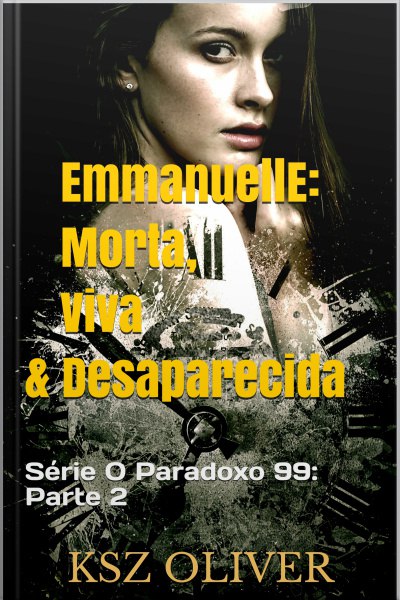 EmmanuellE:
Morta,
Viva
& Desaparecida
Série O Paradoxo 99:
Parte 2
KSZ OLIVER